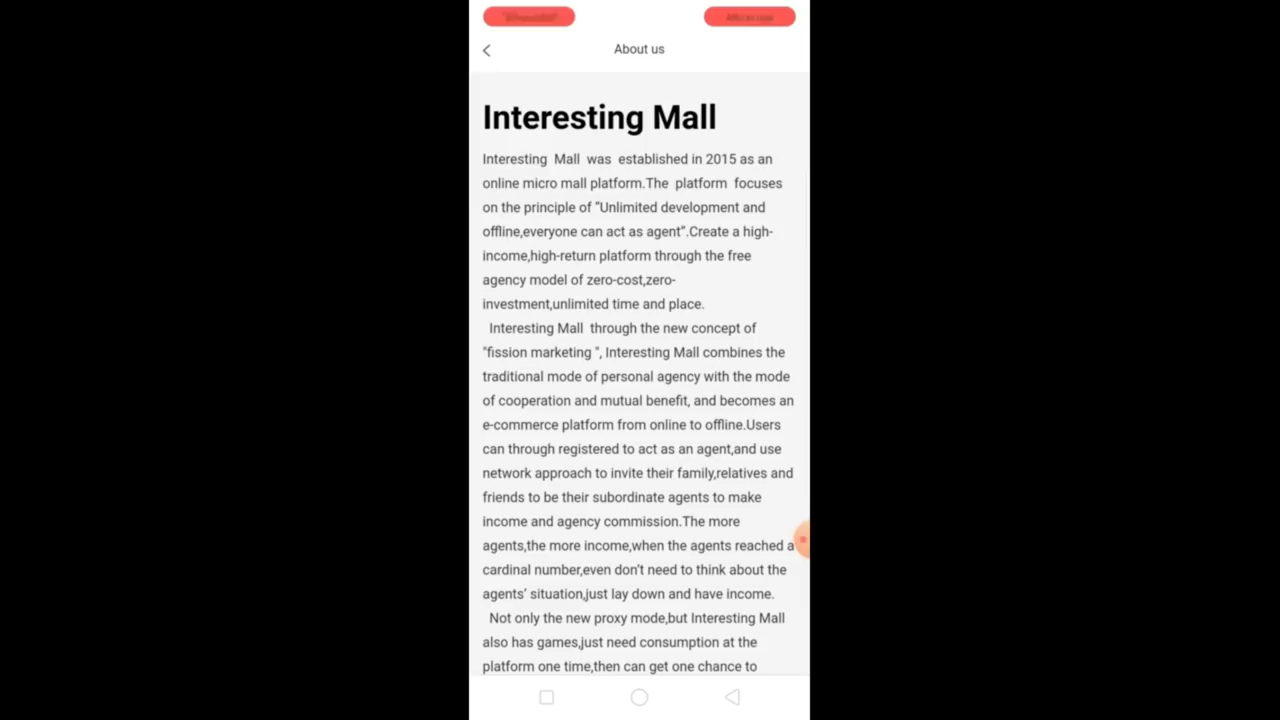 About us
Interesting Mall
Interesting Mall was established in 2015 as an
online micro mall platform.The platform focuses
on the principle of "Unlimited development and
offline,everyone can act as agent".Create a high-
income,high-return platform through the free
agency model of zero-cost,zero-
investment,unlimited time and place.
Interesting Mall through the new concept of
"fission marketing ", Interesting Mall combines the
traditional mode of personal agency with the mode
of cooperation and mutual benefit, and becomes an
e-commerce platform from online to offline.Users
can through registered to act as an agent,and use
network approach to invite their family,relatives and
friends to be their subordinate agents to make
income and agency commission.The more
agents,the more income,when the agents reached a
cardinal number,even don't need to think about the
agents' situation,just lay down and have income.
Not only the new proxy mode,but Interesting Mall
also has games,just need consumption at the
platform one time,then can get one chance to